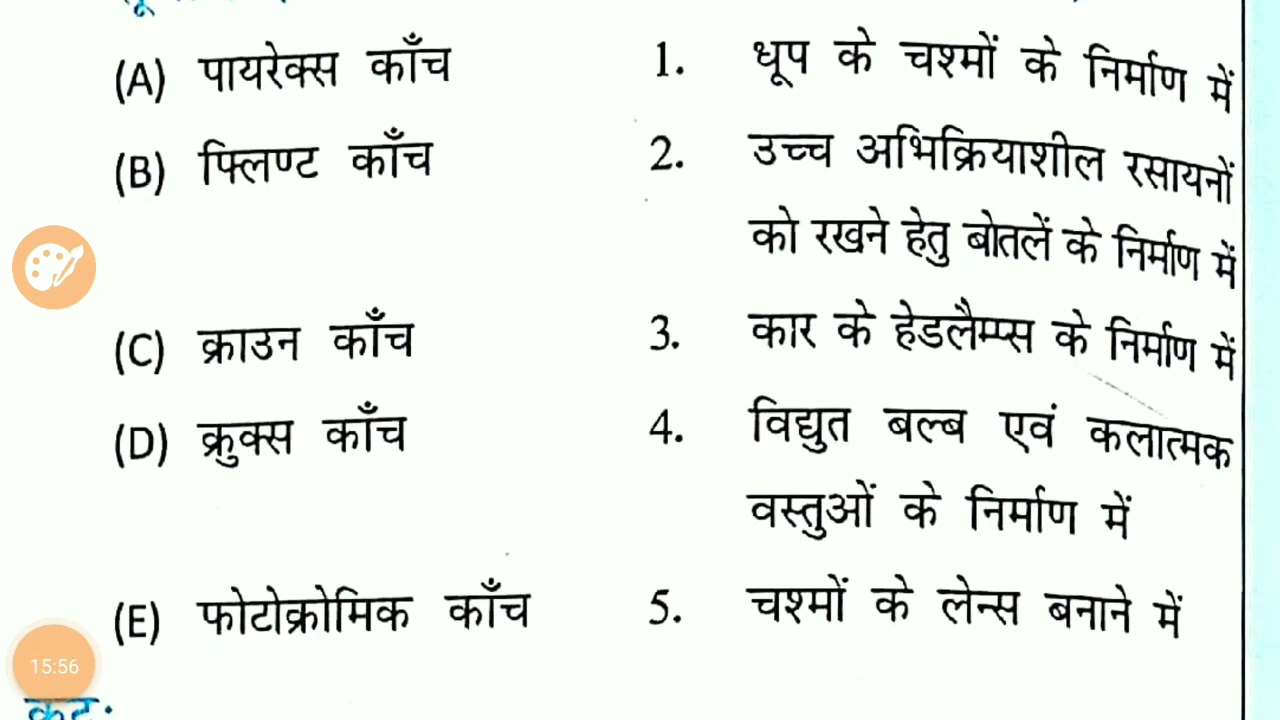 (A) पायरेक्स काँच 1. धूप के चश्मों के निर्माण में
(B) फ्लिण्ट काँच 2. उच्च अभिक्रियाशील रसायनों
को रखने हेतु बोतलें के निर्माण में
(C) क्राउन काँच 3. कार के हेडलैम्प्स के निर्माण में
(D) क्रुक्स काँच 4. विद्युत बल्ब एवं कलात्मक
वस्तुओं के निर्माण में
(E) फोटोक्रोमिक काँच 5. चश्मों के लेन्स बनाने में
15:56
कूट: